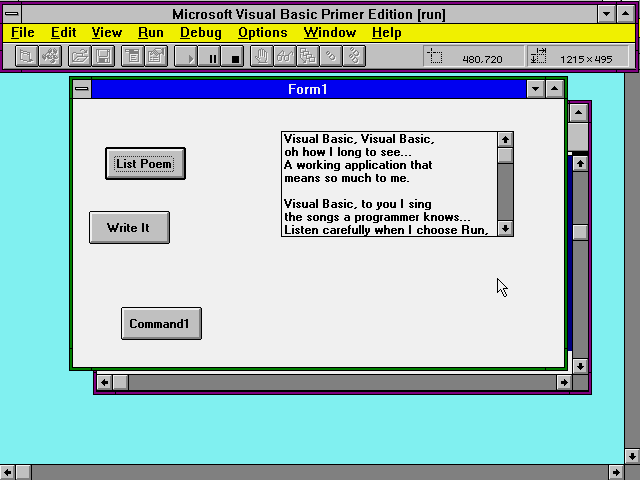 Microsoft Visual Basic Primer Edition [run]
File Edit View Run Debug Options Window Help
480,720 1215×495
Form1
List Poem
Write It
Command1
Visual Basic, Visual Basic,
oh how I long to see...
A working application that
means so much to me.
Visual Basic, to you I sing
the songs a programmer knows...
Listen carefully when I choose Run,